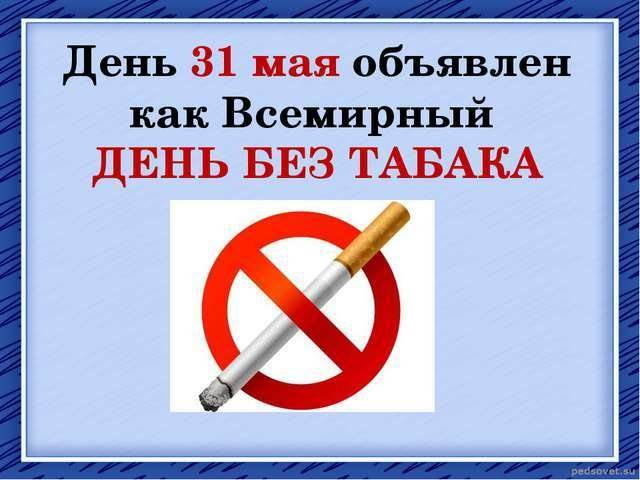 День 31 мая объявлен
как Всемирный
ДЕНЬ БЕЗ ТАБАКА
pedsovet.su